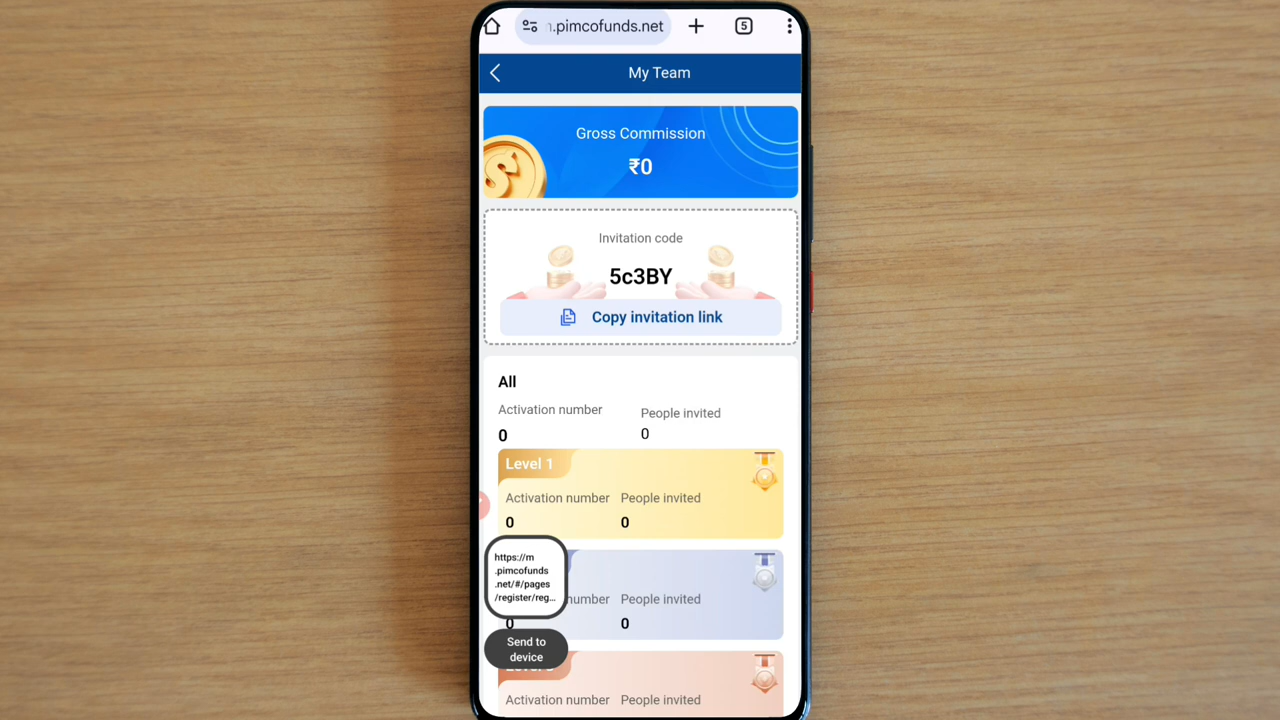 .pimcofunds.net
5
My Team
Gross Commission
₹0
Invitation code
5c3BY
Copy invitation link
All
Activation number People invited
0 0
Level 1
Activation number People invited
0 0
https://m
.pimcofunds
.net/#/pages
/register/reg...
number People invited
0 0
Send to
device
Activation number People invited